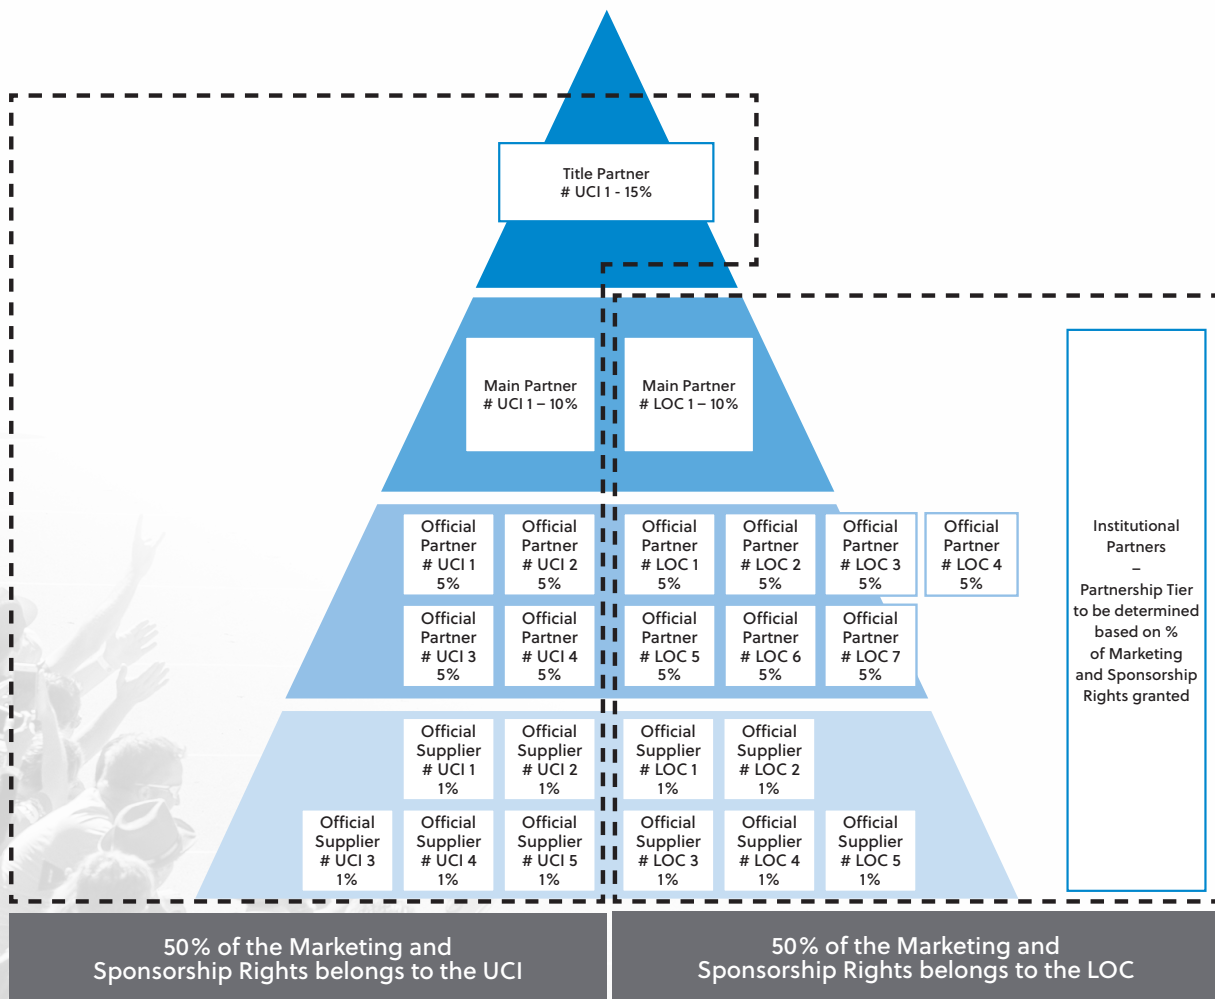 Title Partner
# UCI 1 - 15%
Main Partner
# UCI 1 – 10%
Main Partner
# LOC 1 – 10%
Official
Partner
# UCI 1
5%
Official
Partner
# UCI 2
5%
Official
Partner
# LOC 1
5%
Official
Partner
# LOC 2
5%
Official
Partner
# LOC 3
5%
Official
Partner
# LOC 4
5%
Official
Partner
# UCI 3
5%
Official
Partner
# UCI 4
5%
Official
Partner
# LOC 5
5%
Official
Partner
# LOC 6
5%
Official
Partner
# LOC 7
5%
Official
Supplier
# UCI 1
1%
Official
Supplier
# UCI 2
1%
Official
Supplier
# LOC 1
1%
Official
Supplier
# LOC 2
1%
Official
Supplier
# UCI 3
1%
Official
Supplier
# UCI 4
1%
Official
Supplier
# UCI 5
1%
Official
Supplier
# LOC 3
1%
Official
Supplier
# LOC 4
1%
Official
Supplier
# LOC 5
1%
Institutional
Partners
–
Partnership Tier
to be determined
based on %
of Marketing
and Sponsorship
Rights granted
50% of the Marketing and
Sponsorship Rights belongs to the UCI
50% of the Marketing and
Sponsorship Rights belongs to the LOC